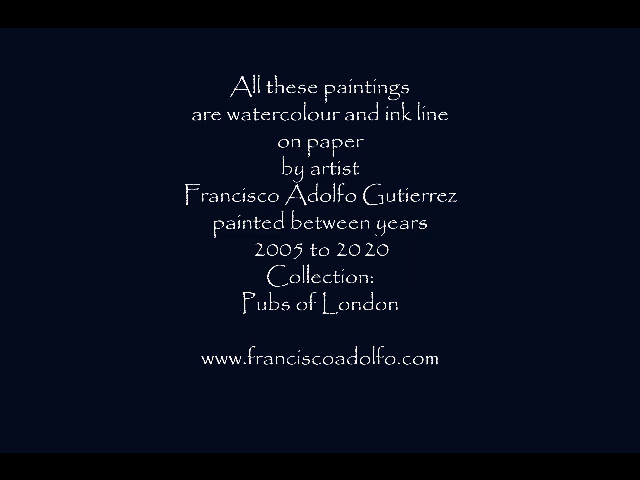 All these paintings
are watercolour and ink line
on paper
by artist
Francisco Adolfo Gutierrez
painted between years
2005 to 2020
Collection:
Pubs of London
www.franciscoadolfo.com